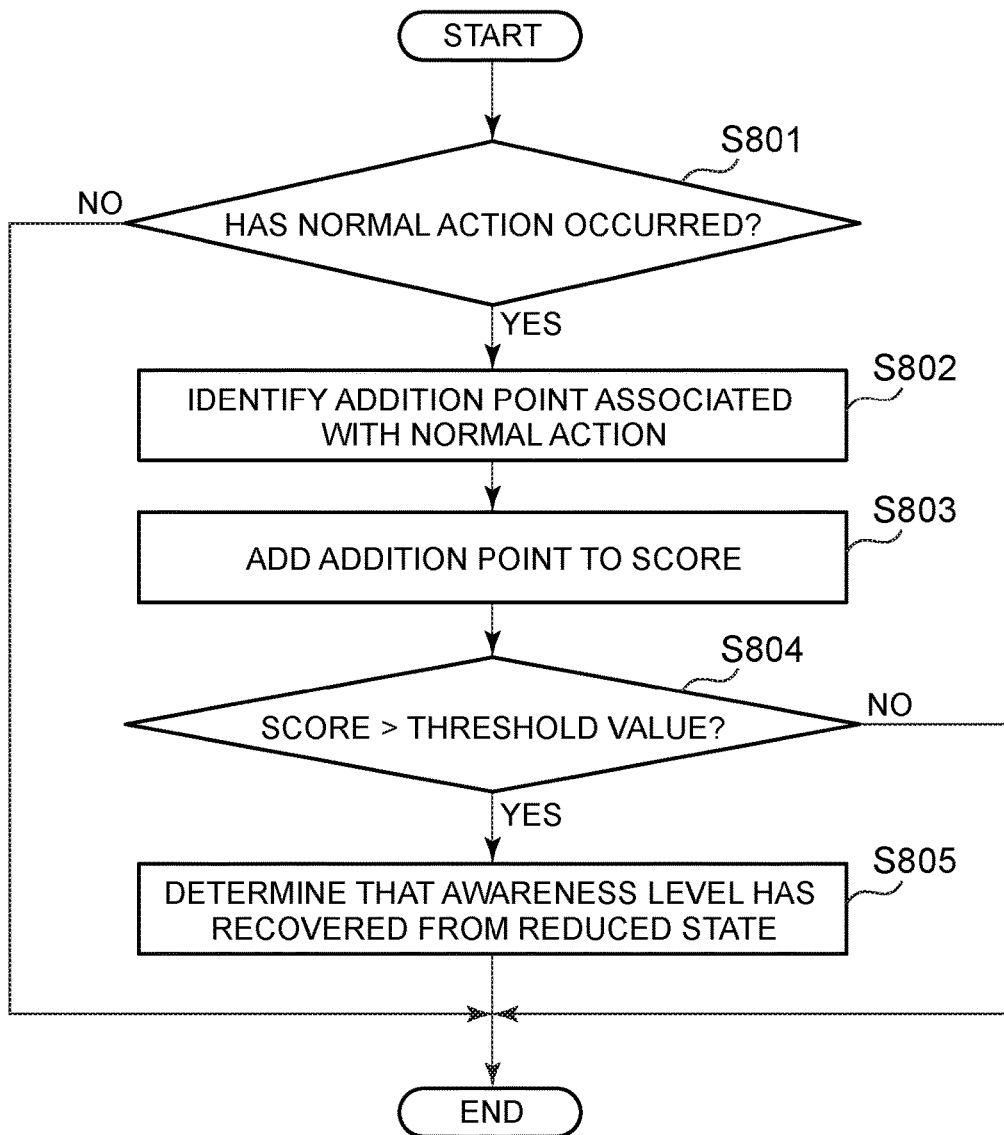 START
S801
NO
HAS NORMAL ACTION OCCURRED?
YES
S802
IDENTIFY ADDITION POINT ASSOCIATED
WITH NORMAL ACTION
S803
ADD ADDITION POINT TO SCORE
S804
SCORE > THRESHOLD VALUE?
NO
YES
S805
DETERMINE THAT AWARENESS LEVEL HAS
RECOVERED FROM REDUCED STATE
END